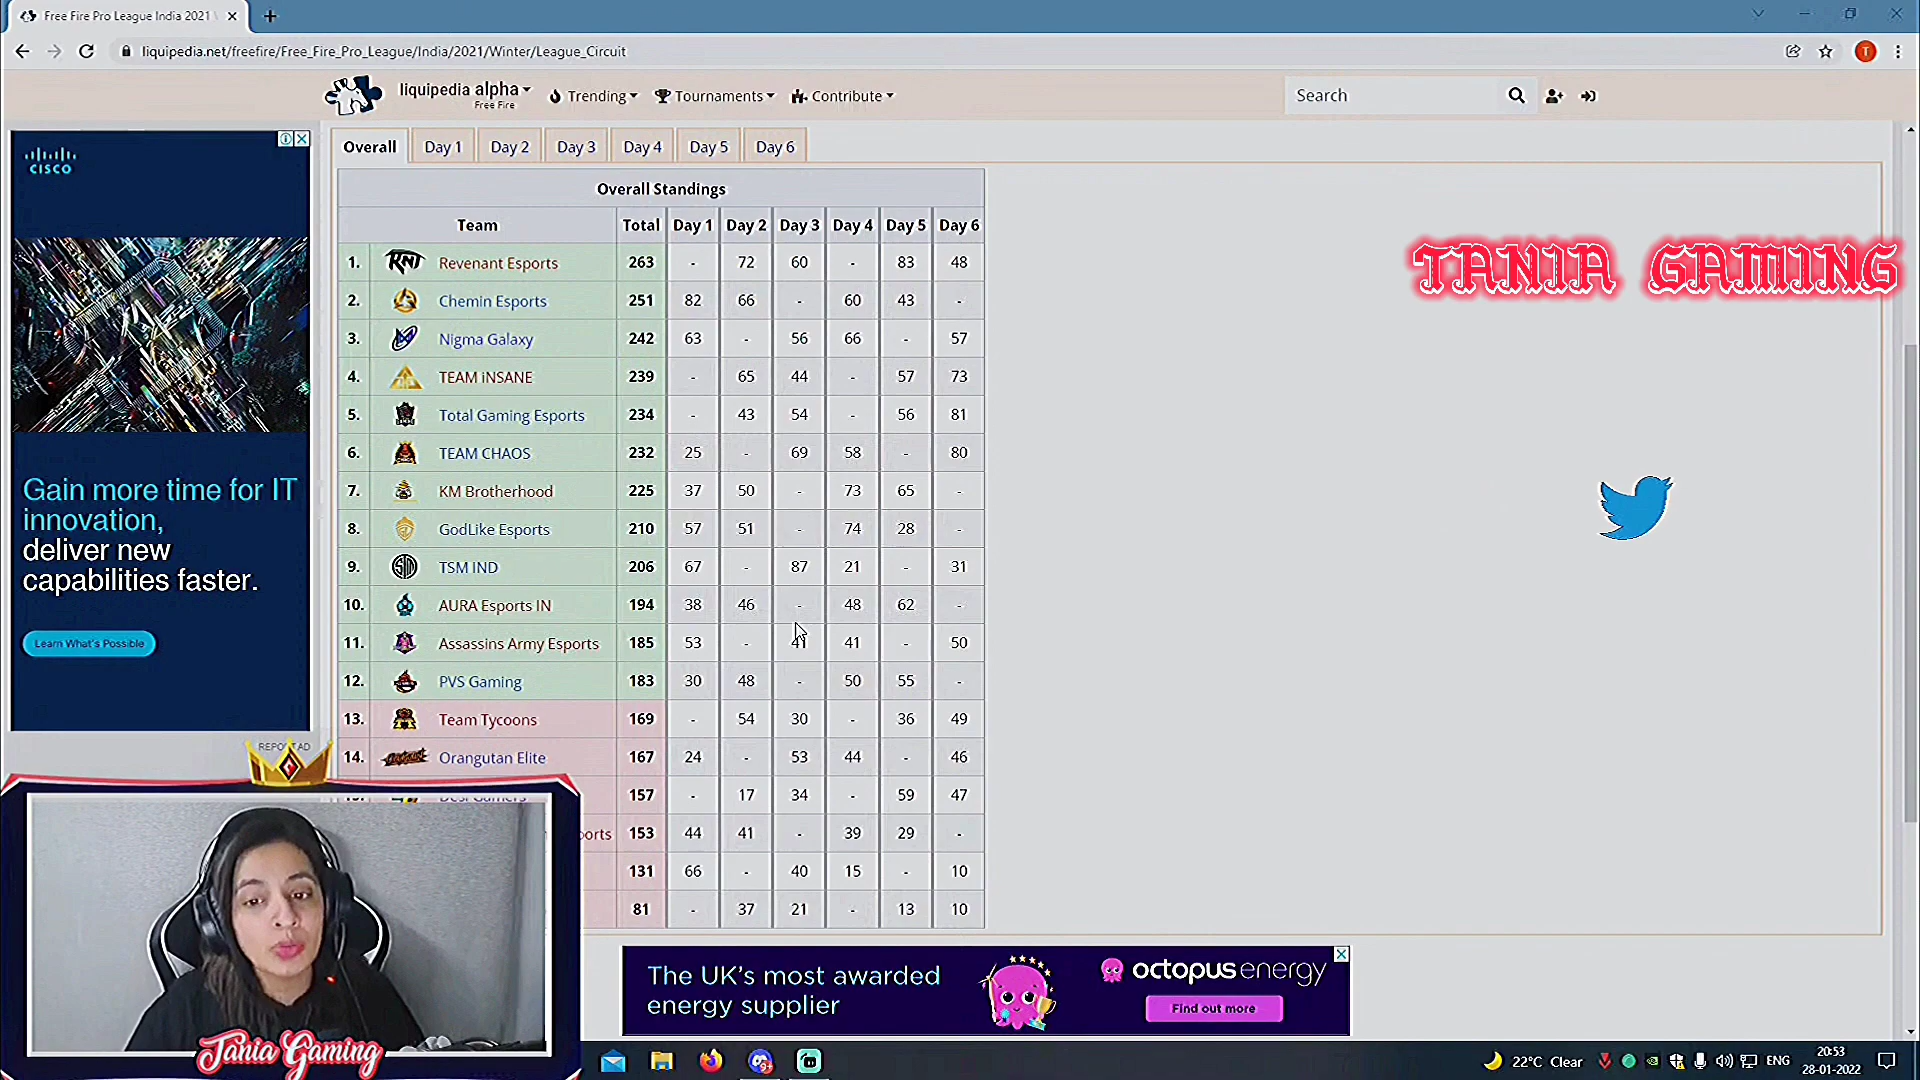 Free Fire Pro League India 2021
liquipedia.net/freefire/Free_Fire_Pro_League/India/2021/Winter/League_Circuit
T
liquipedia alpha
Free Fire
Trending
Tournaments
Contribute
Search
CISCO
Gain more time for IT
innovation,
deliver new
capabilities faster.
Learn What's Possible
Overall Day 1 Day 2 Day 3 Day 4 Day 5 Day 6
Overall Standings
Team Total Day 1 Day 2 Day 3 Day 4 Day 5 Day 6
1. RNT Revenant Esports 263 - 72 60 - 83 48
2. Chemin Esports 251 82 66 - 60 43 -
3. Nigma Galaxy 242 63 - 56 66 - 57
4. TEAM iNSANE 239 - 65 44 - 57 73
5. Total Gaming Esports 234 - 43 54 - 56 81
6. TEAM CHAOS 232 25 - 69 58 - 80
7. KM Brotherhood 225 37 50 - 73 65 -
8. GodLike Esports 210 57 51 - 74 28 -
9. TSM IND 206 67 - 87 21 - 31
10. AURA Esports IN 194 38 46 - 48 62 -
11. Assassins Army Esports 185 53 - 41 41 - 50
12. PVS Gaming 183 30 48 - 50 55 -
13. Team Tycoons 169 - 54 30 - 36 49
14. Orangutan Elite 167 24 - 53 44 - 46
157 - 17 34 - 59 47
153 44 41 - 39 29 -
131 66 - 40 15 - 10
81 - 37 21 - 13 10
TANIA GAMING
Tania Gaming
The UK's most awarded
energy supplier
octopus energy
Find out more
9+
22°C Clear
ENG
20:53
28-01-2022